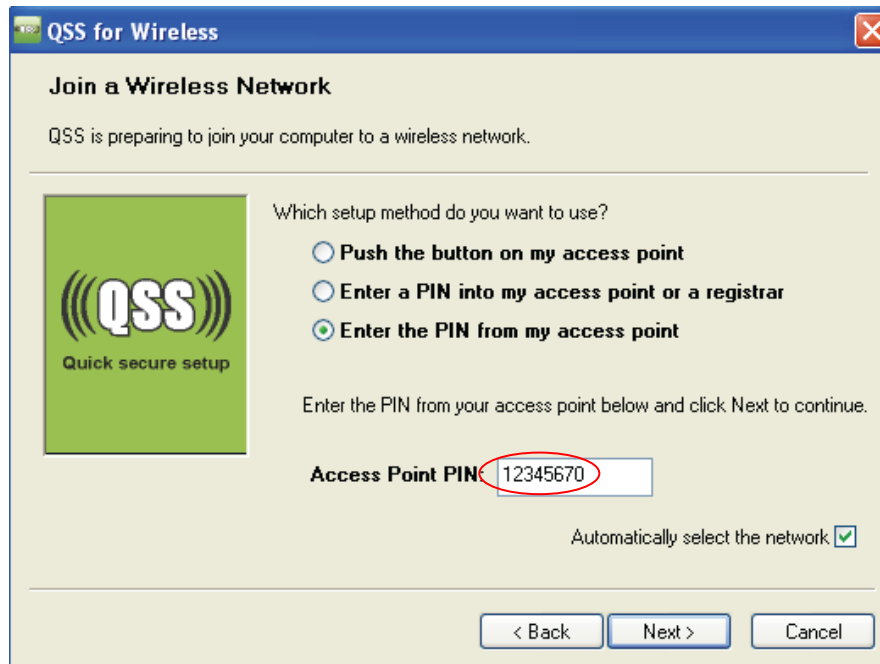 QSS for Wireless
Join a Wireless Network
QSS is preparing to join your computer to a wireless network.
Which setup method do you want to use?
Push the button on my access point
Enter a PIN into my access point or a registrar
Enter the PIN from my access point
(((QSS)))
Quick secure setup
Enter the PIN from your access point below and click Next to continue.
Access Point PIN: 12345670
Automatically select the network
< Back Next > Cancel